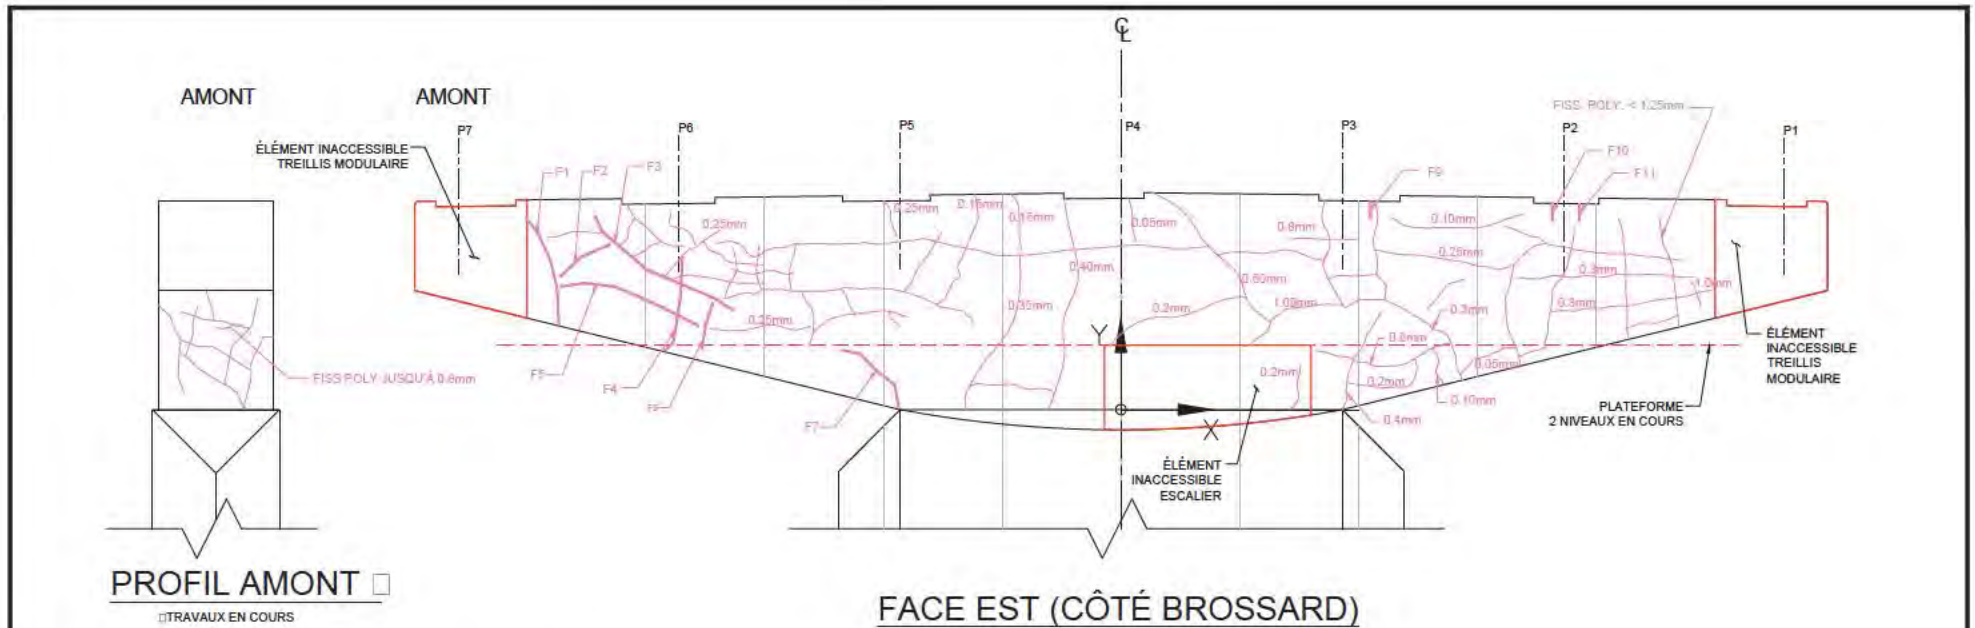 ℄
AMONT
AMONT
P7
P6
P5
P4
P3
P2
P1
FISS. POLY. < 1.25mm
ÉLÉMENT INACCESSIBLE
TREILLIS MODULAIRE
F1
F2
F3
F9
F10
F11
0.25mm
0.25mm
0.15mm
0.15mm
0.05mm
0.8mm
0.10mm
0.25mm
0.40mm
0.60mm
0.3mm
1.0mm
0.35mm
0.2mm
1.00mm
0.3mm
0.3mm
0.25mm
Y
ÉLÉMENT
INACCESSIBLE
TREILLIS
MODULAIRE
0.2mm
0.2mm
0.05mm
0.10mm
0.4mm
FISS POLY JUSQU'À 0.8mm
F5
F4
F7
X
PLATEFORME
2 NIVEAUX EN COURS
ÉLÉMENT
INACCESSIBLE
ESCALIER
PROFIL AMONT □
□TRAVAUX EN COURS
FACE EST (CÔTÉ BROSSARD)